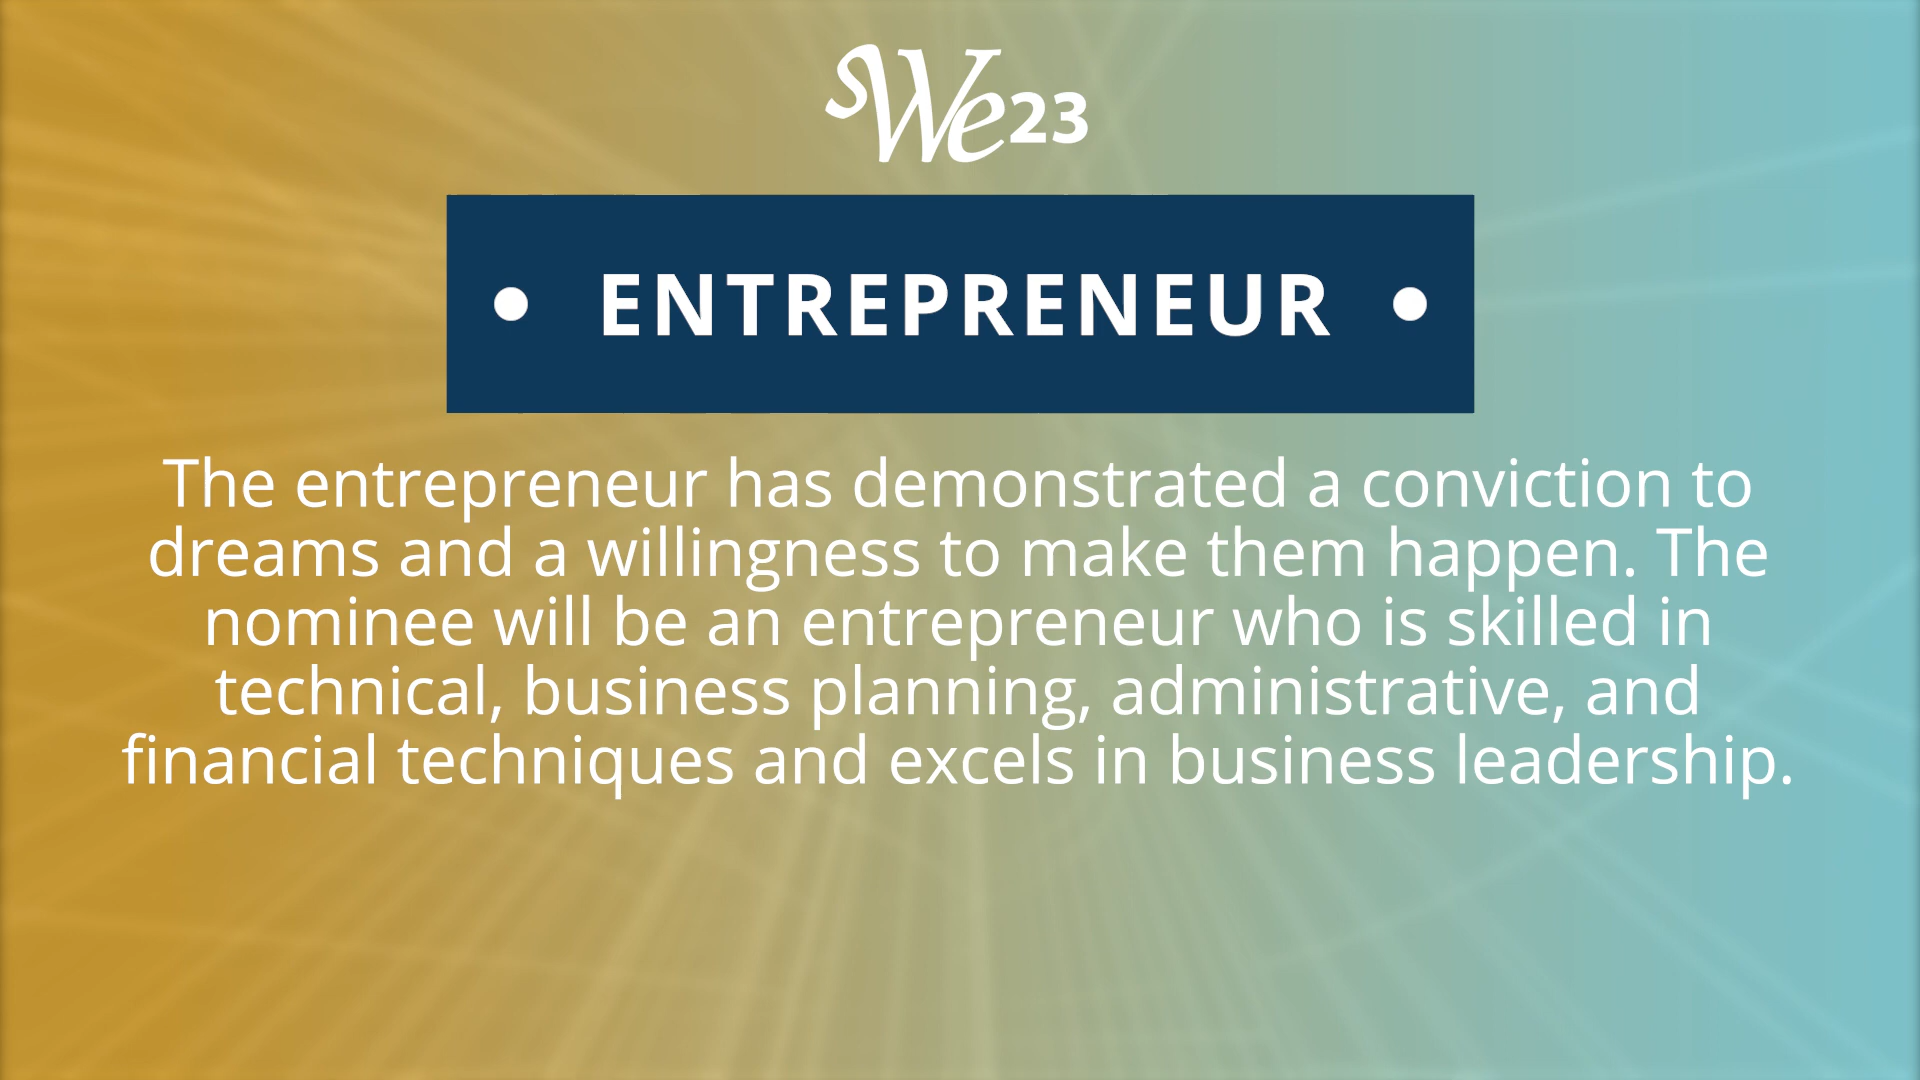 SWe23
• ENTREPRENEUR •
The entrepreneur has demonstrated a conviction to
dreams and a willingness to make them happen. The
nominee will be an entrepreneur who is skilled in
technical, business planning, administrative, and
financial techniques and excels in business leadership.